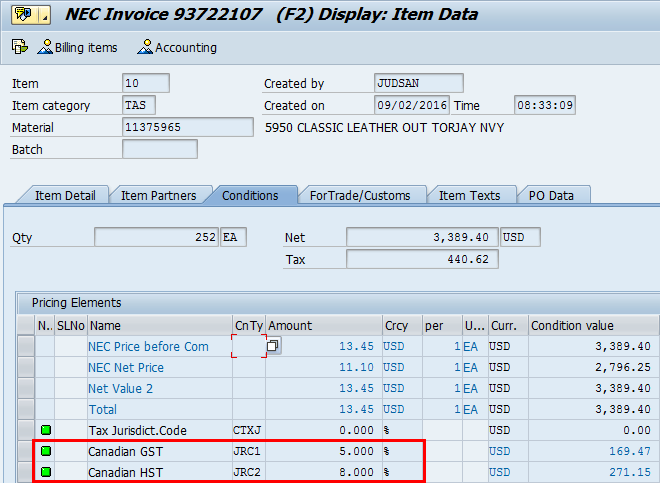 NEC Invoice 93722107 (F2) Display: Item Data
Billing items Accounting
Item 10 Created by JUDSAN
Item category TAS Created on 09/02/2016 Time 08:33:09
Material 11375965 5950 CLASSIC LEATHER OUT TORJAY NVY
Batch
Item Detail Item Partners Conditions ForTrade/Customs Item Texts PO Data
Qty 252 EA Net 3,389.40 USD
Tax 440.62
Pricing Elements
N.. SLNo Name CnTy Amount Crcy per U... Curr. Condition value
NEC Price before Com 13.45 USD 1 EA USD 3,389.40
NEC Net Price 11.10 USD 1 EA USD 2,796.25
Net Value 2 13.45 USD 1 EA USD 3,389.40
Total 13.45 USD 1 EA USD 3,389.40
Tax Jurisdict.Code CTXJ 0.000 % USD 0.00
Canadian GST JRC1 5.000 % USD 169.47
Canadian HST JRC2 8.000 % USD 271.15